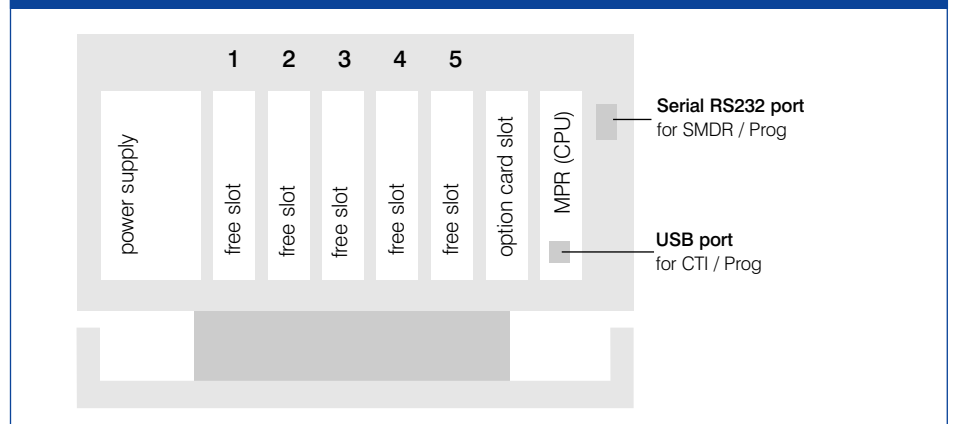 1 2 3 4 5
power supply
free slot
free slot
free slot
free slot
free slot
option card slot
MPR (CPU)
Serial RS232 port
for SMDR / Prog
USB port
for CTI / Prog